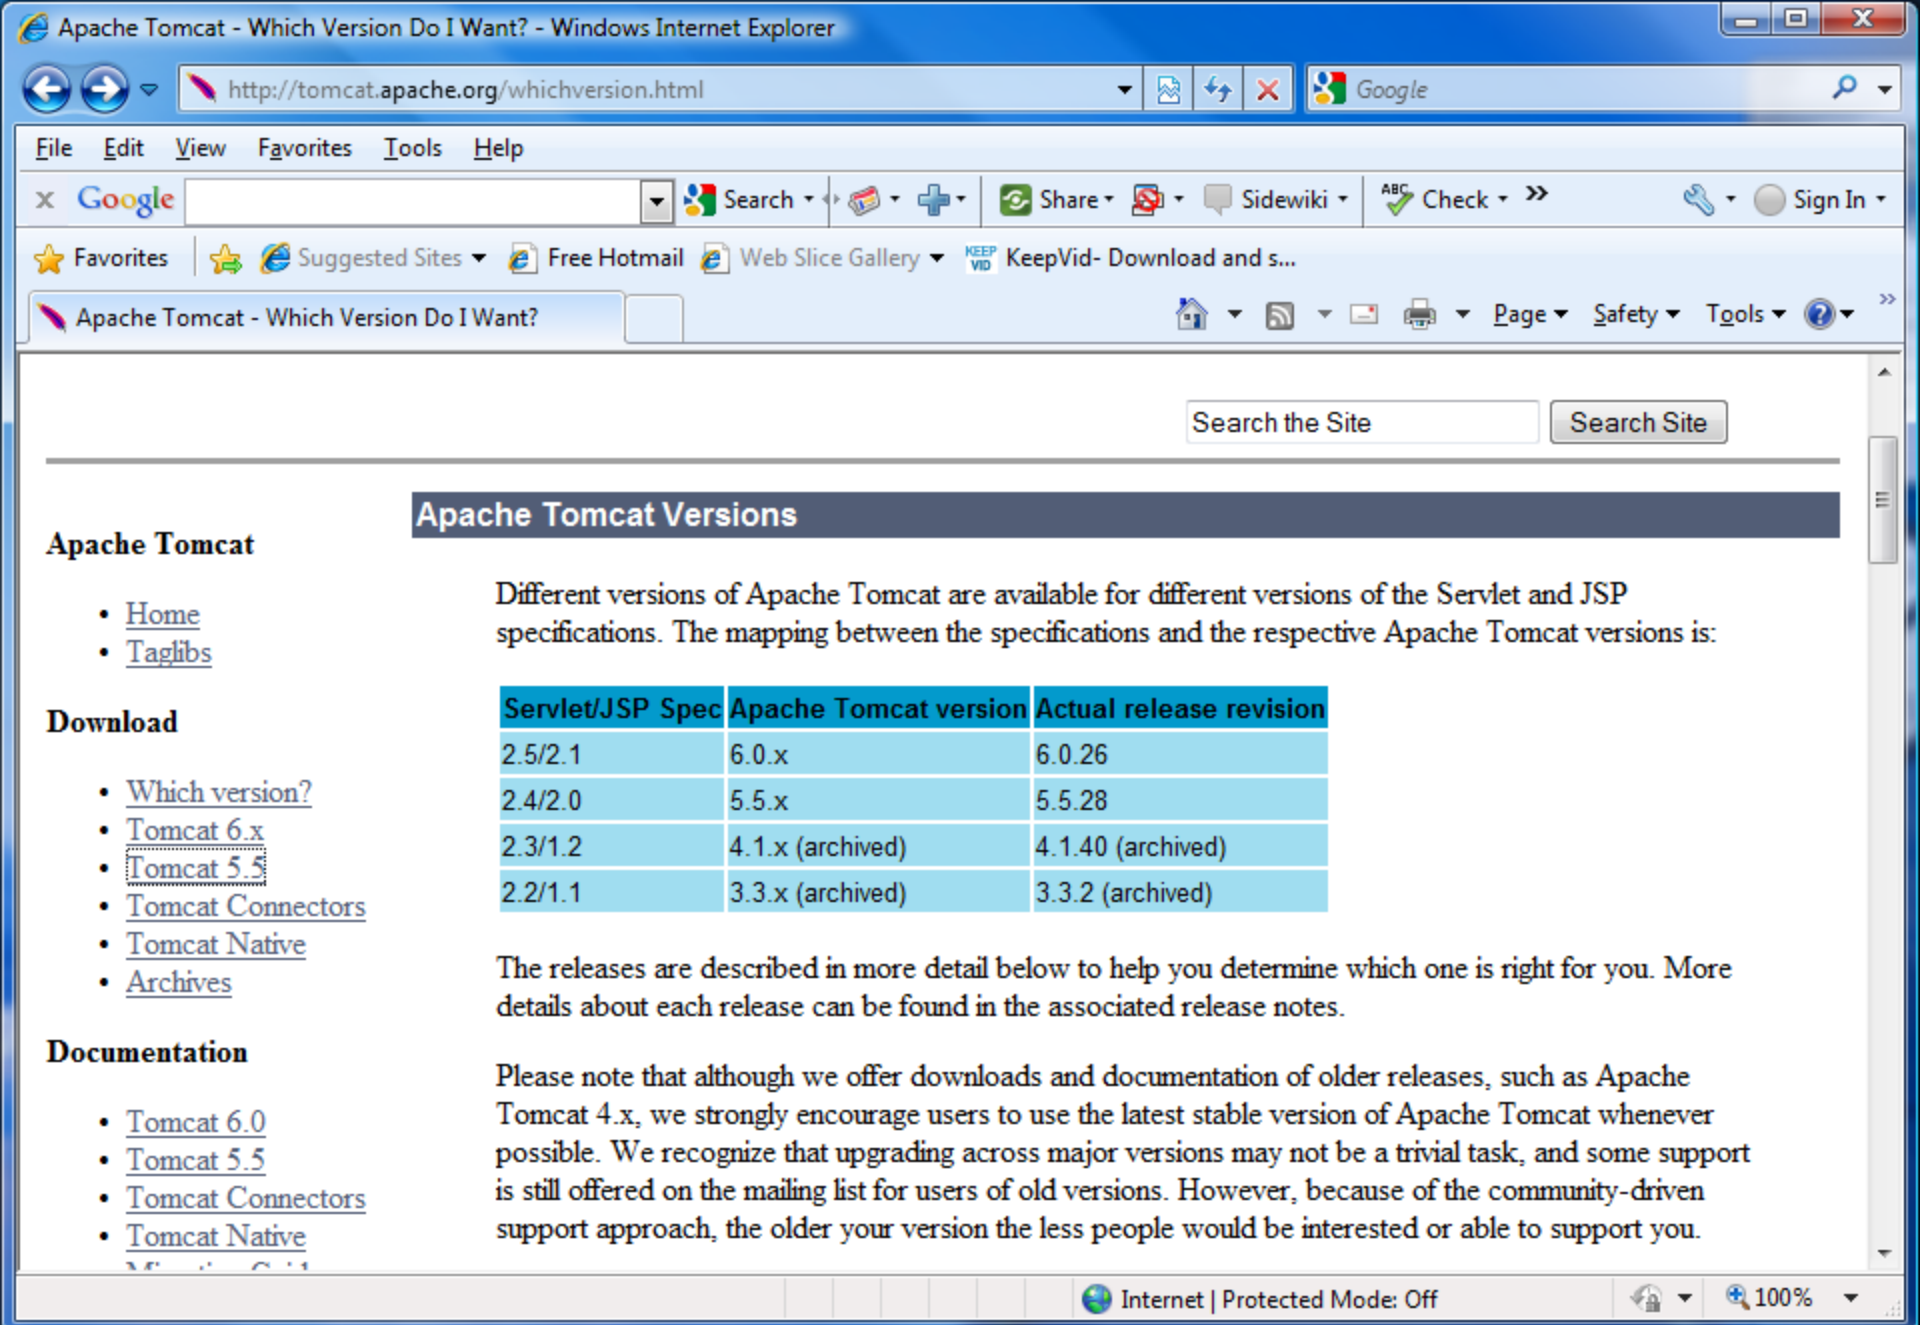 Apache Tomcat - Which Version Do I Want? - Windows Internet Explorer
http://tomcat.apache.org/whichversion.html
Google
File Edit View Favorites Tools Help
x Google Search Share Sidewiki ABC Check » Sign In
Favorites Suggested Sites Free Hotmail Web Slice Gallery KEEP VID KeepVid- Download and s...
Apache Tomcat - Which Version Do I Want? Page Safety Tools »
Search the Site Search Site
Apache Tomcat
• Home
• Taglibs
Download
• Which version?
• Tomcat 6.x
• Tomcat 5.5
• Tomcat Connectors
• Tomcat Native
• Archives
Documentation
• Tomcat 6.0
• Tomcat 5.5
• Tomcat Connectors
• Tomcat Native
Apache Tomcat Versions
Different versions of Apache Tomcat are available for different versions of the Servlet and JSP
specifications. The mapping between the specifications and the respective Apache Tomcat versions is:
Servlet/JSP Spec Apache Tomcat version Actual release revision
2.5/2.1 6.0.x 6.0.26
2.4/2.0 5.5.x 5.5.28
2.3/1.2 4.1.x (archived) 4.1.40 (archived)
2.2/1.1 3.3.x (archived) 3.3.2 (archived)
The releases are described in more detail below to help you determine which one is right for you. More
details about each release can be found in the associated release notes.
Please note that although we offer downloads and documentation of older releases, such as Apache
Tomcat 4.x, we strongly encourage users to use the latest stable version of Apache Tomcat whenever
possible. We recognize that upgrading across major versions may not be a trivial task, and some support
is still offered on the mailing list for users of old versions. However, because of the community-driven
support approach, the older your version the less people would be interested or able to support you.
Internet | Protected Mode: Off 100%